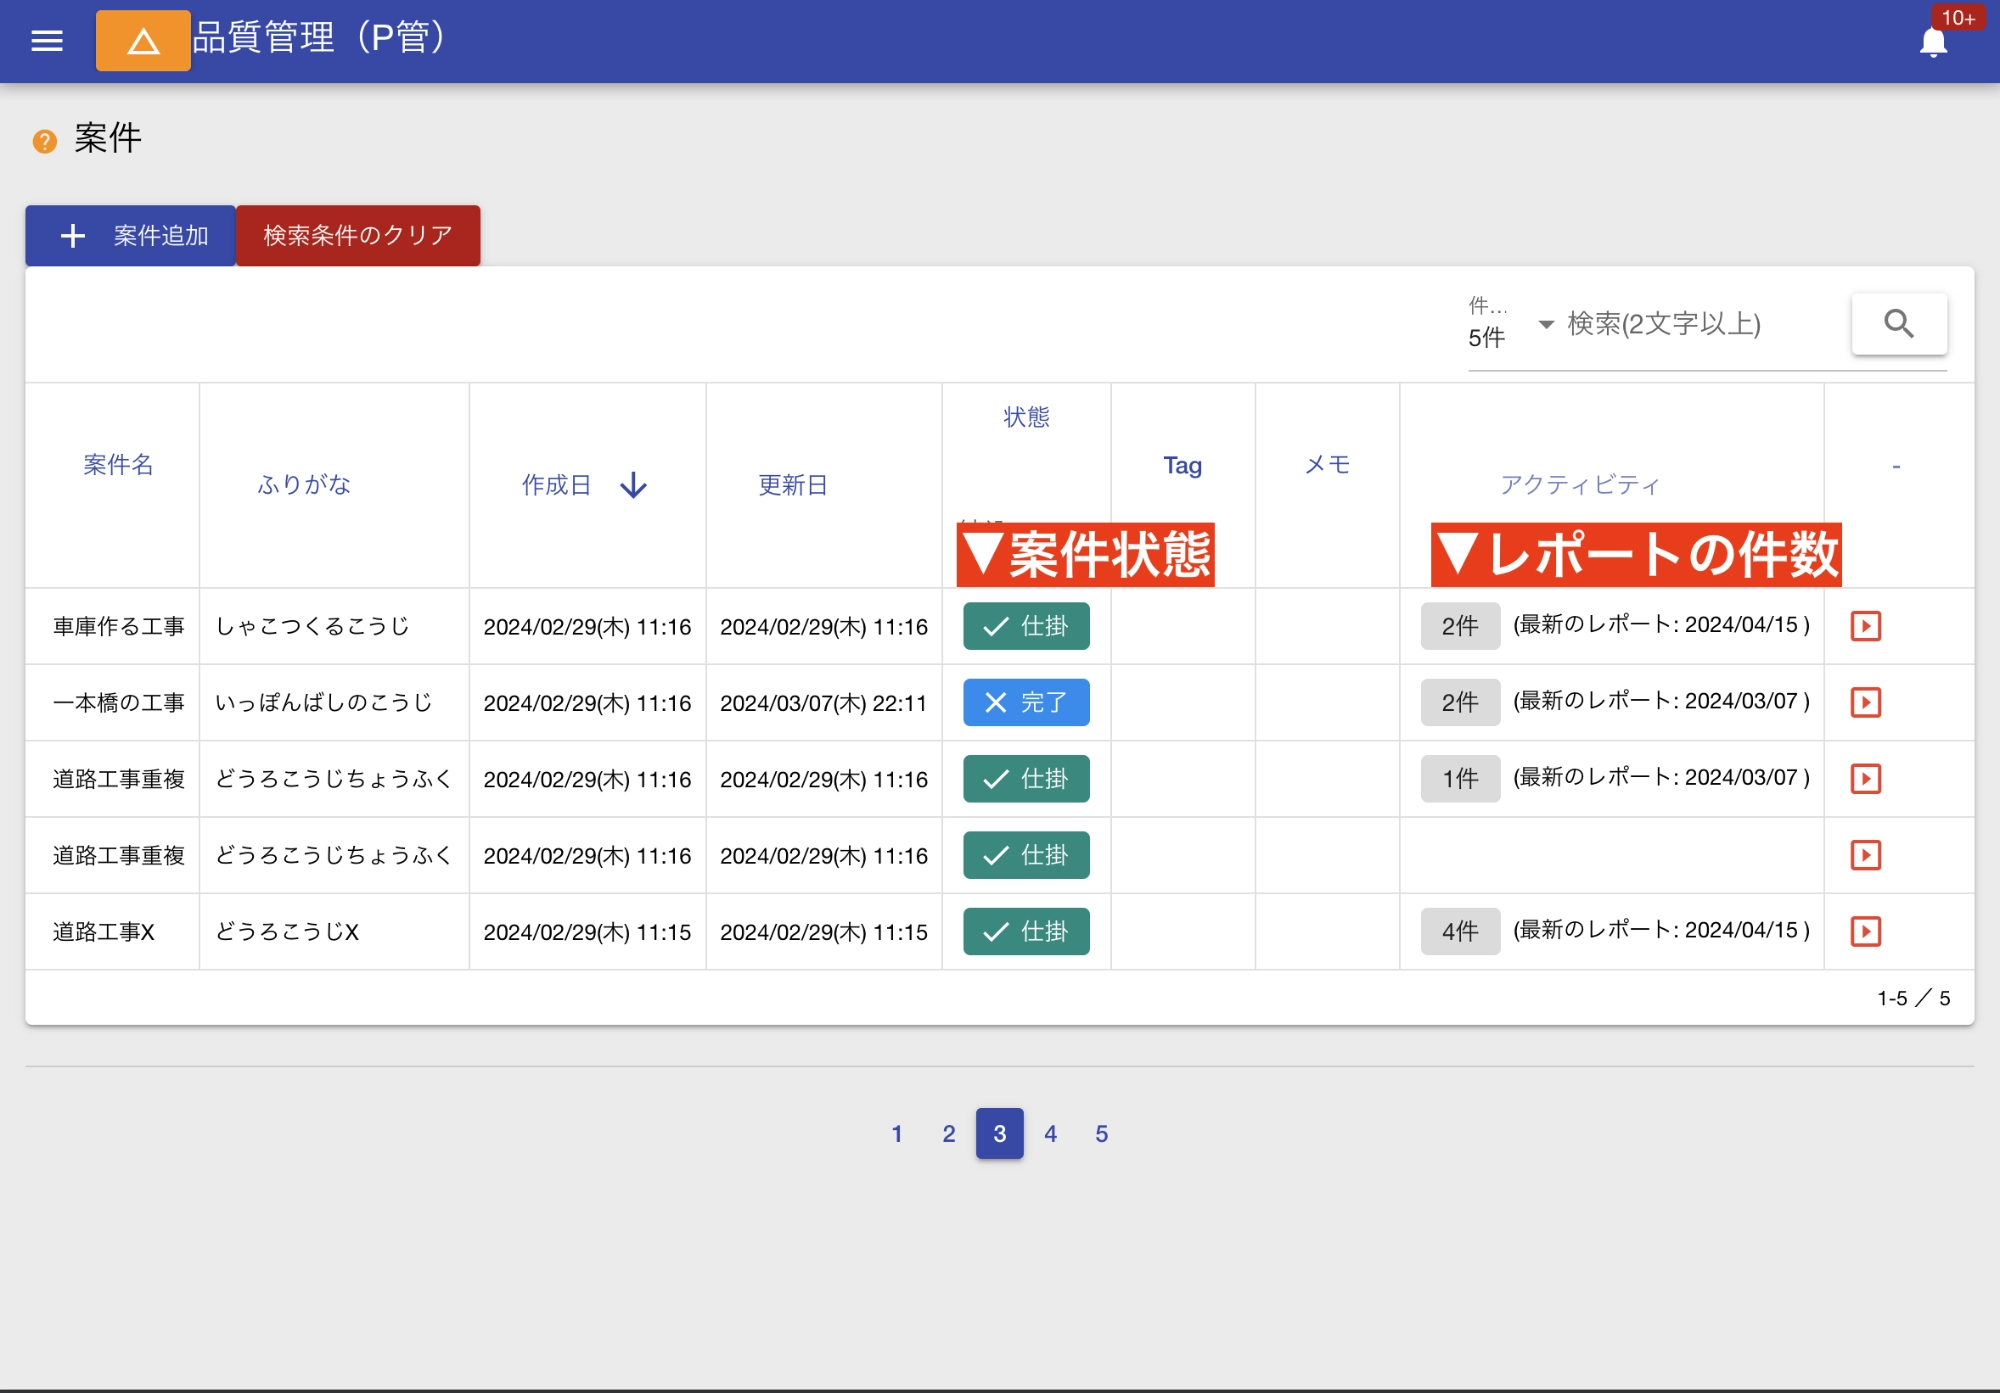 品質管理（P管）
10+
案件
案件追加
検索条件のクリア
件...
5件
検索(2文字以上)
案件名
ふりがな
作成日
更新日
状態
Tag
メモ
アクティビティ
-
▼案件状態
▼レポートの件数
車庫作る工事 しゃこつくるこうじ 2024/02/29(木) 11:16 2024/02/29(木) 11:16 仕掛 2件 (最新のレポート: 2024/04/15 )
一本橋の工事 いっぽんばしのこうじ 2024/02/29(木) 11:16 2024/03/07(木) 22:11 完了 2件 (最新のレポート: 2024/03/07 )
道路工事重複 どうろこうじちょうふく 2024/02/29(木) 11:16 2024/02/29(木) 11:16 仕掛 1件 (最新のレポート: 2024/03/07 )
道路工事重複 どうろこうじちょうふく 2024/02/29(木) 11:16 2024/02/29(木) 11:16 仕掛
道路工事X どうろこうじX 2024/02/29(木) 11:15 2024/02/29(木) 11:15 仕掛 4件 (最新のレポート: 2024/04/15 )
1-5 ／ 5
1 2 3 4 5